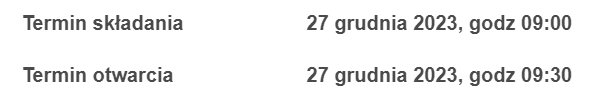 Termin składania 27 grudnia 2023, godz 09:00
Termin otwarcia 27 grudnia 2023, godz 09:30